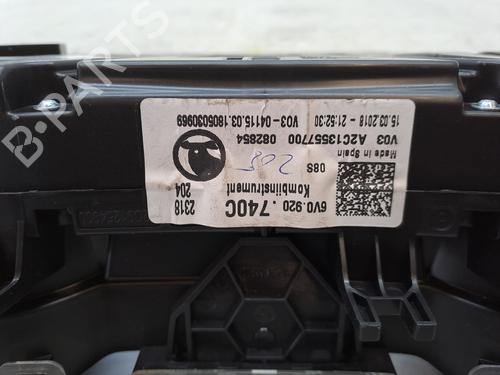 6V0.920 .740C
Kombiinstrument
08S
2318
204
205
Made in Spain
V03 A2C13557700 082854
15.03.2018 - 21:52:30 V03-04115.03.1805030969
B-PARTS